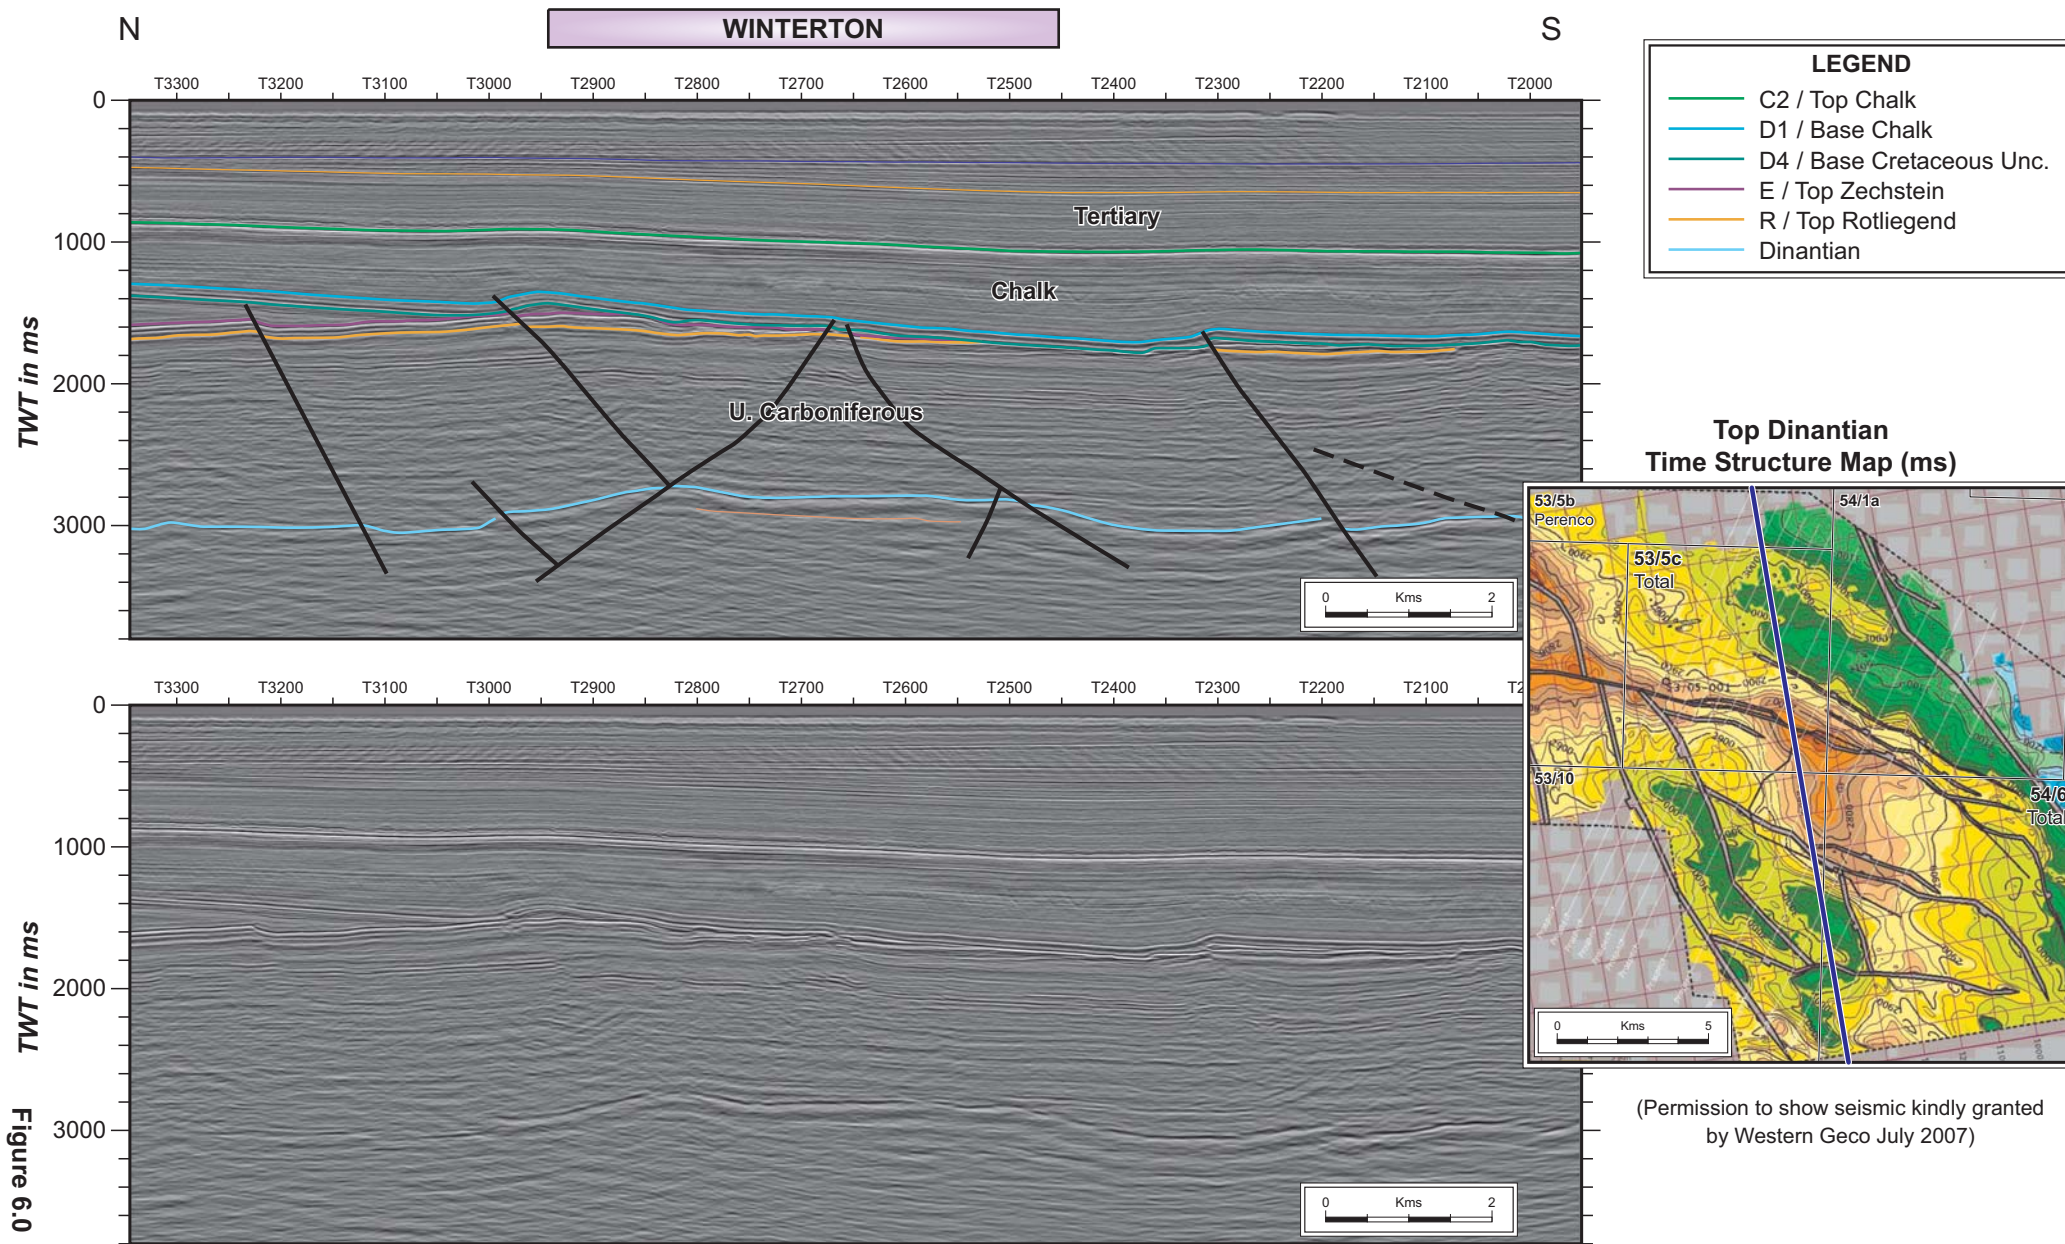 N
WINTERTON
S
T3300 T3200 T3100 T3000 T2900 T2800 T2700 T2600 T2500 T2400 T2300 T2200 T2100 T2000
0
1000
2000
3000
TWT in ms
Tertiary
Chalk
U. Carboniferous
0 Kms 2
LEGEND
C2 / Top Chalk
D1 / Base Chalk
D4 / Base Cretaceous Unc.
E / Top Zechstein
R / Top Rotliegend
Dinantian
T3300 T3200 T3100 T3000 T2900 T2800 T2700 T2600 T2500 T2400 T2300 T2200 T2100
0
1000
2000
3000
TWT in ms
0 Kms 2
Top Dinantian
Time Structure Map (ms)
53/5b
Perenco
54/1a
53/5c
Total
53/10
54/6
Total
0 Kms 5
(Permission to show seismic kindly granted
by Western Geco July 2007)
Figure 6.0